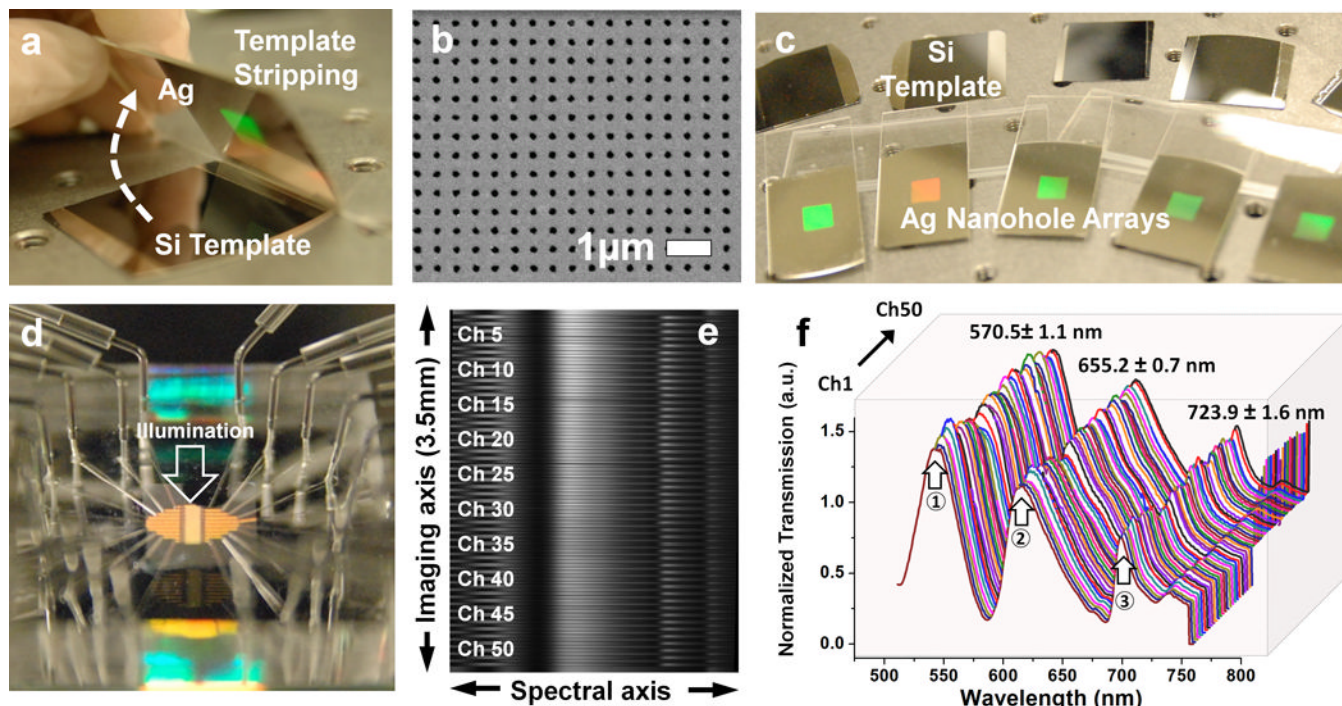 a
Template
Stripping
Ag
Si Template
b
1µm
c
Si
Template
Ag Nanohole Arrays
d
Illumination
e
Imaging axis (3.5mm)
Ch 5
Ch 10
Ch 15
Ch 20
Ch 25
Ch 30
Ch 35
Ch 40
Ch 45
Ch 50
Spectral axis
f
Ch50
Ch1
570.5± 1.1 nm
655.2 ± 0.7 nm
723.9 ± 1.6 nm
Normalized Transmission (a.u.)
1.5
1.0
0.5
0.0
①
②
③
500 550 600 650 700 750 800
Wavelength (nm)